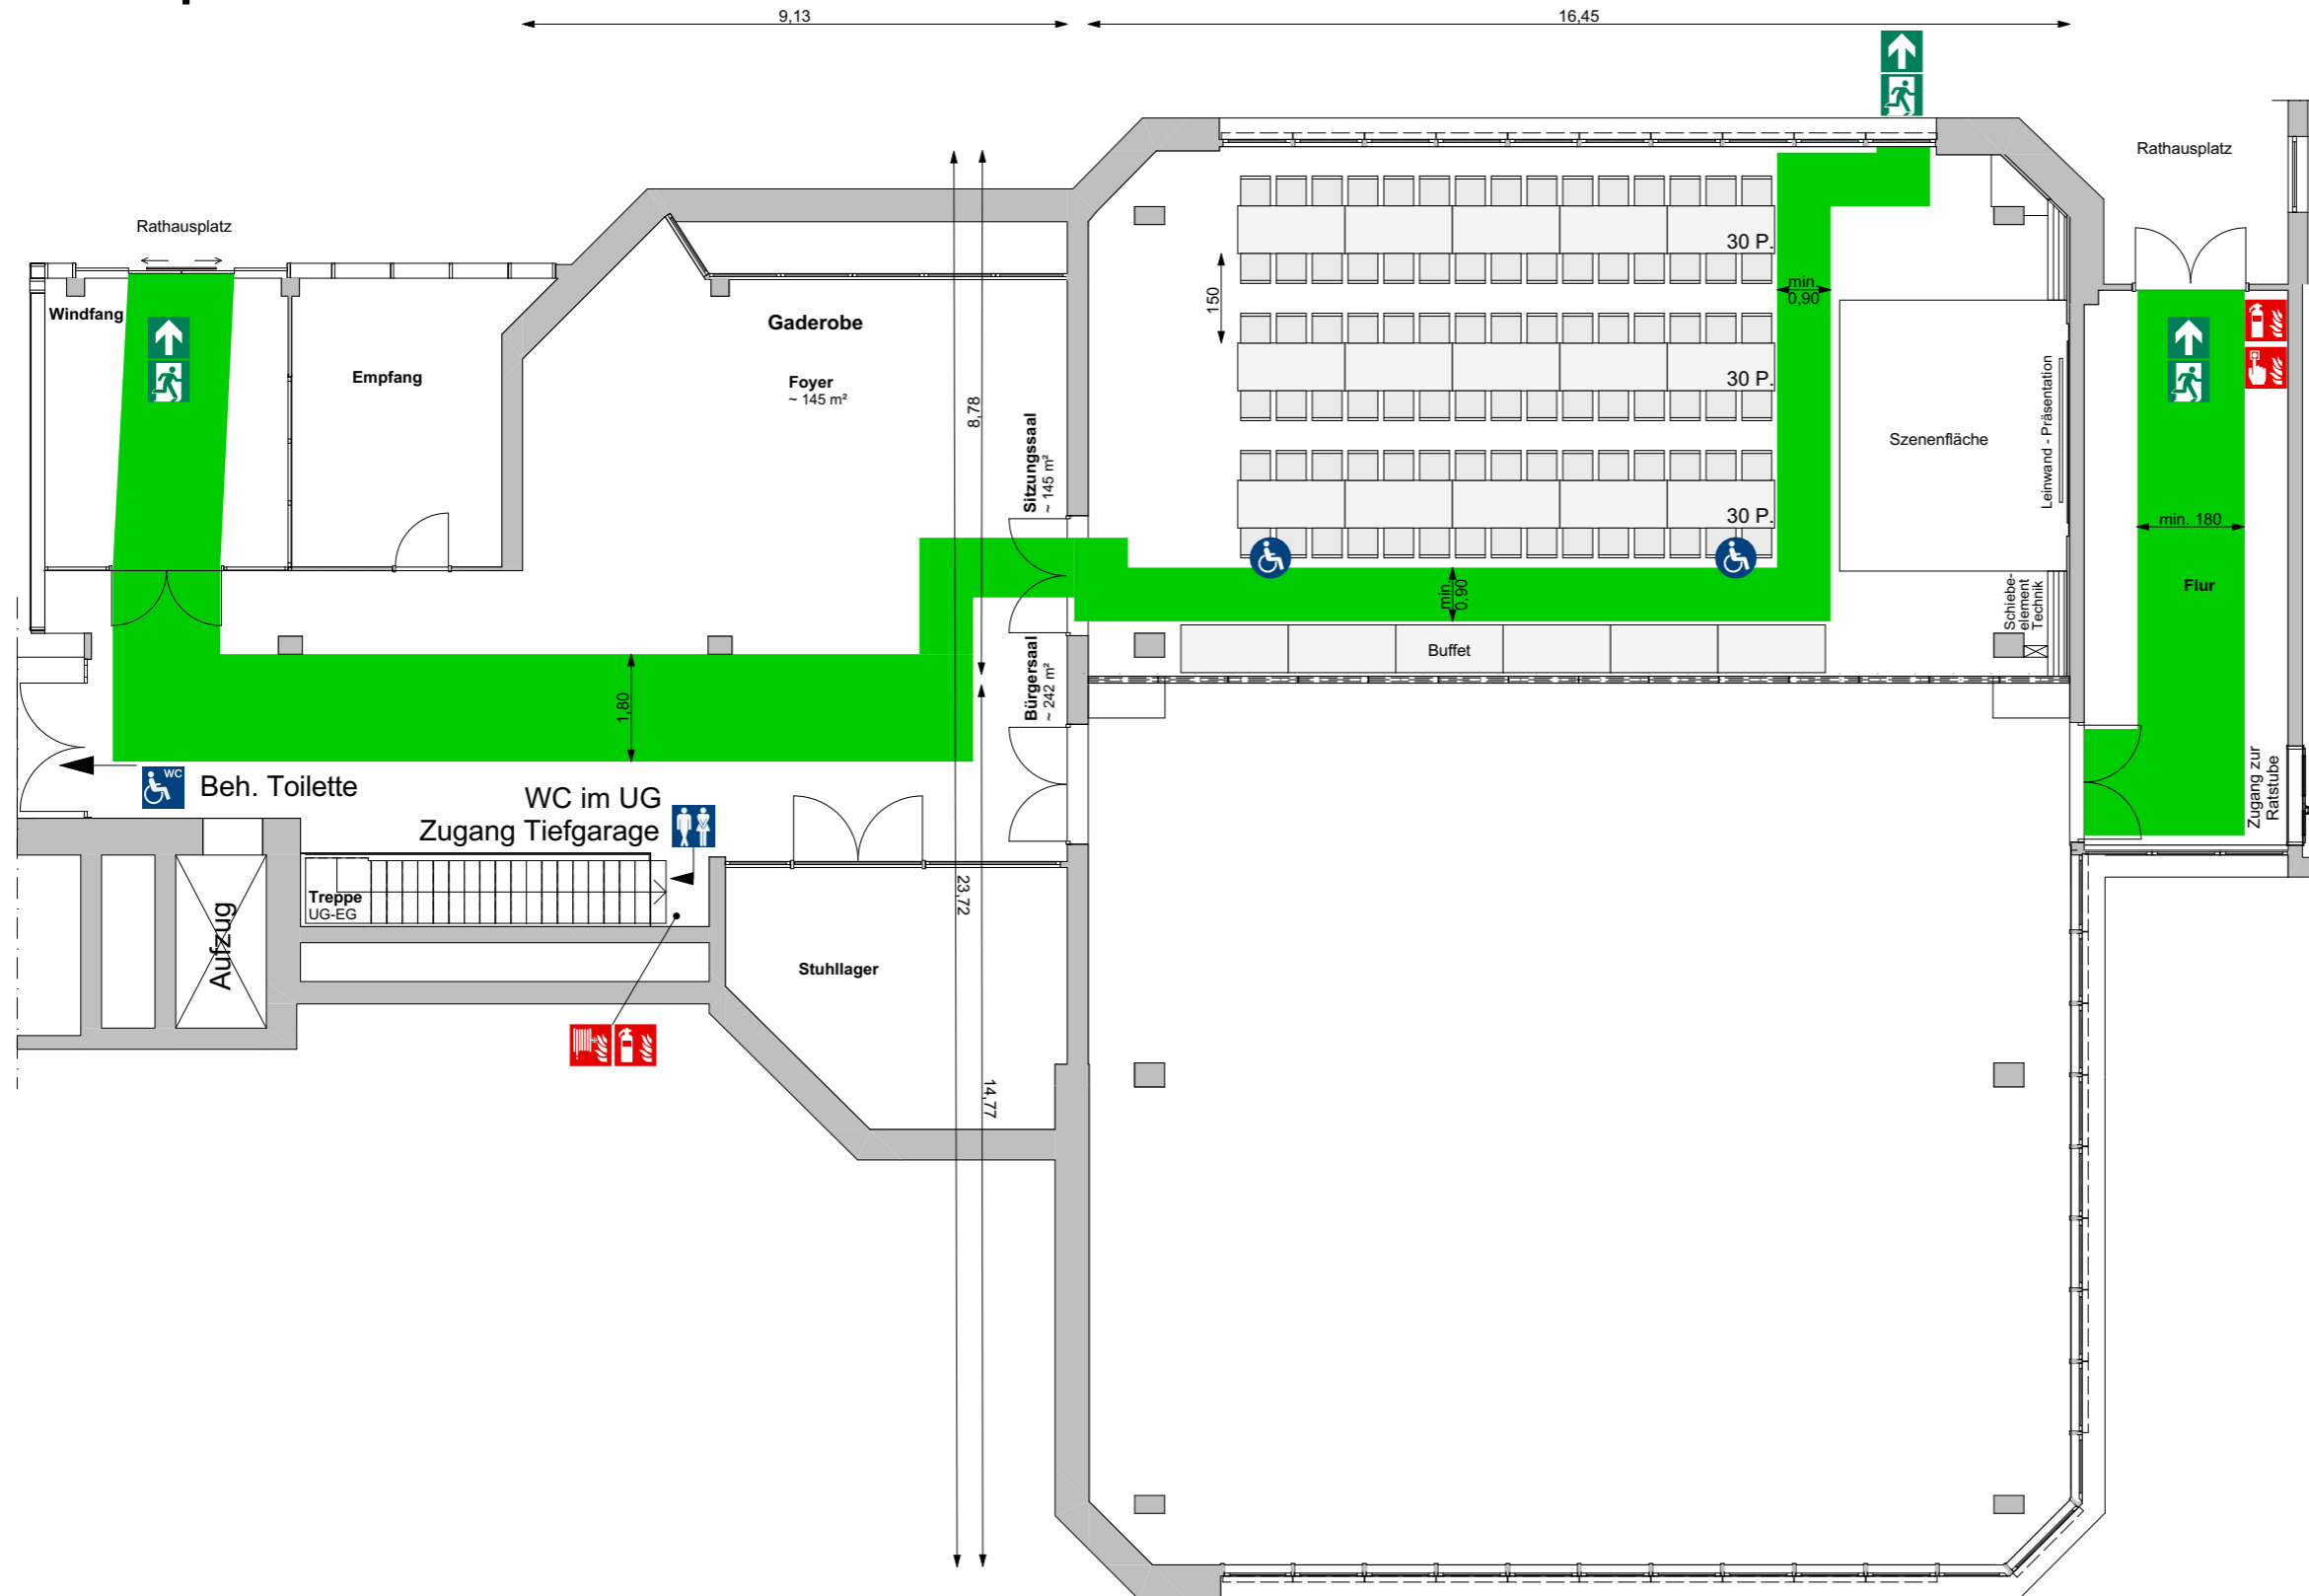 9,13
16,45
Rathausplatz
Rathausplatz
Windfang
Empfang
Gaderobe
Foyer
~ 145 m²
8,78
Sitzungssaal
~ 145 m²
30 P.
150
30 P.
30 P.
min.
0,90
min.
0,90
Szenenfläche
Leinwand - Präsentation
Schiebe-
element
Technik
min. 180
Flur
Buffet
1,80
Bürgersaal
~ 242 m²
WC
Beh. Toilette
WC im UG
Zugang Tiefgarage
Zugang zur
Ratstube
Treppe
UG-EG
Aufzug
23,72
Stuhllager
14,77